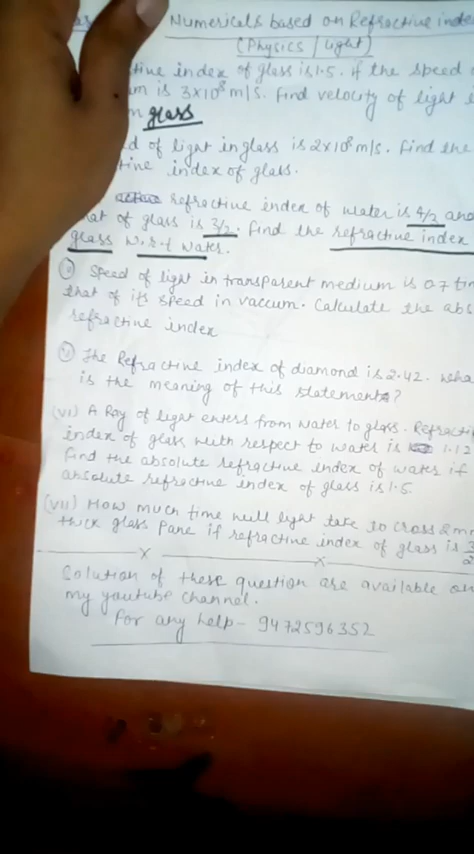 Numericals based on Refractive inde
(Physics / Light)
tive index of glass is 1.5. if the speed
um is 3×10⁸ m/s. Find velocity of light
glass
d of light in glass is 2×10⁸ m/s. Find the
tive index of glass.
refractive index of water is 4/2 and
that of glass is 3/2. Find the refractive index
glass w.r.t water.
Speed of light in transparent medium is 0.7 tim
that of its speed in vaccum. Calculate the abs
refractive index
(V) The Refractive index of diamond is 2.42. Wha
is the meaning of this statement?
(VI) A Ray of light enters from water to glass. Refracti
index of glass with respect to water is 1.12
find the absolute refractive index of water if
absolute refractive index of glass is 1.5.
(VII) How much time will light take to cross 2mm
thick glass pane if refractive index of glass is 3/2
x x
Solution of these question are available on
my youtube channel.
For any help - 9472596352